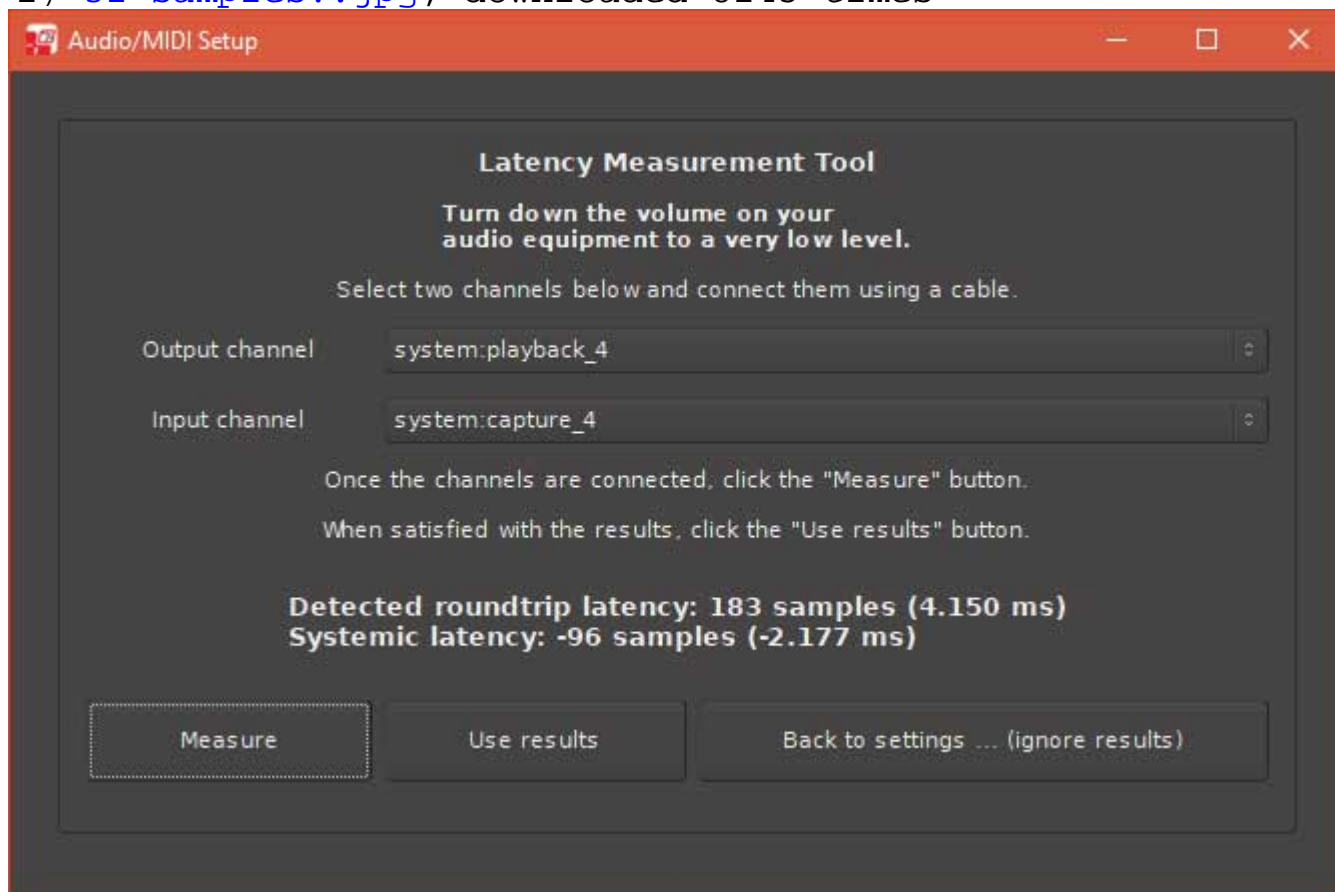 Audio/MIDI Setup
Latency Measurement Tool
Turn down the volume on your
audio equipment to a very low level.
Select two channels below and connect them using a cable.
Output channel system:playback_4
Input channel system:capture_4
Once the channels are connected, click the "Measure" button.
When satisfied with the results, click the "Use results" button.
Detected roundtrip latency: 183 samples (4.150 ms)
Systemic latency: -96 samples (-2.177 ms)
Measure Use results Back to settings ... (ignore results)